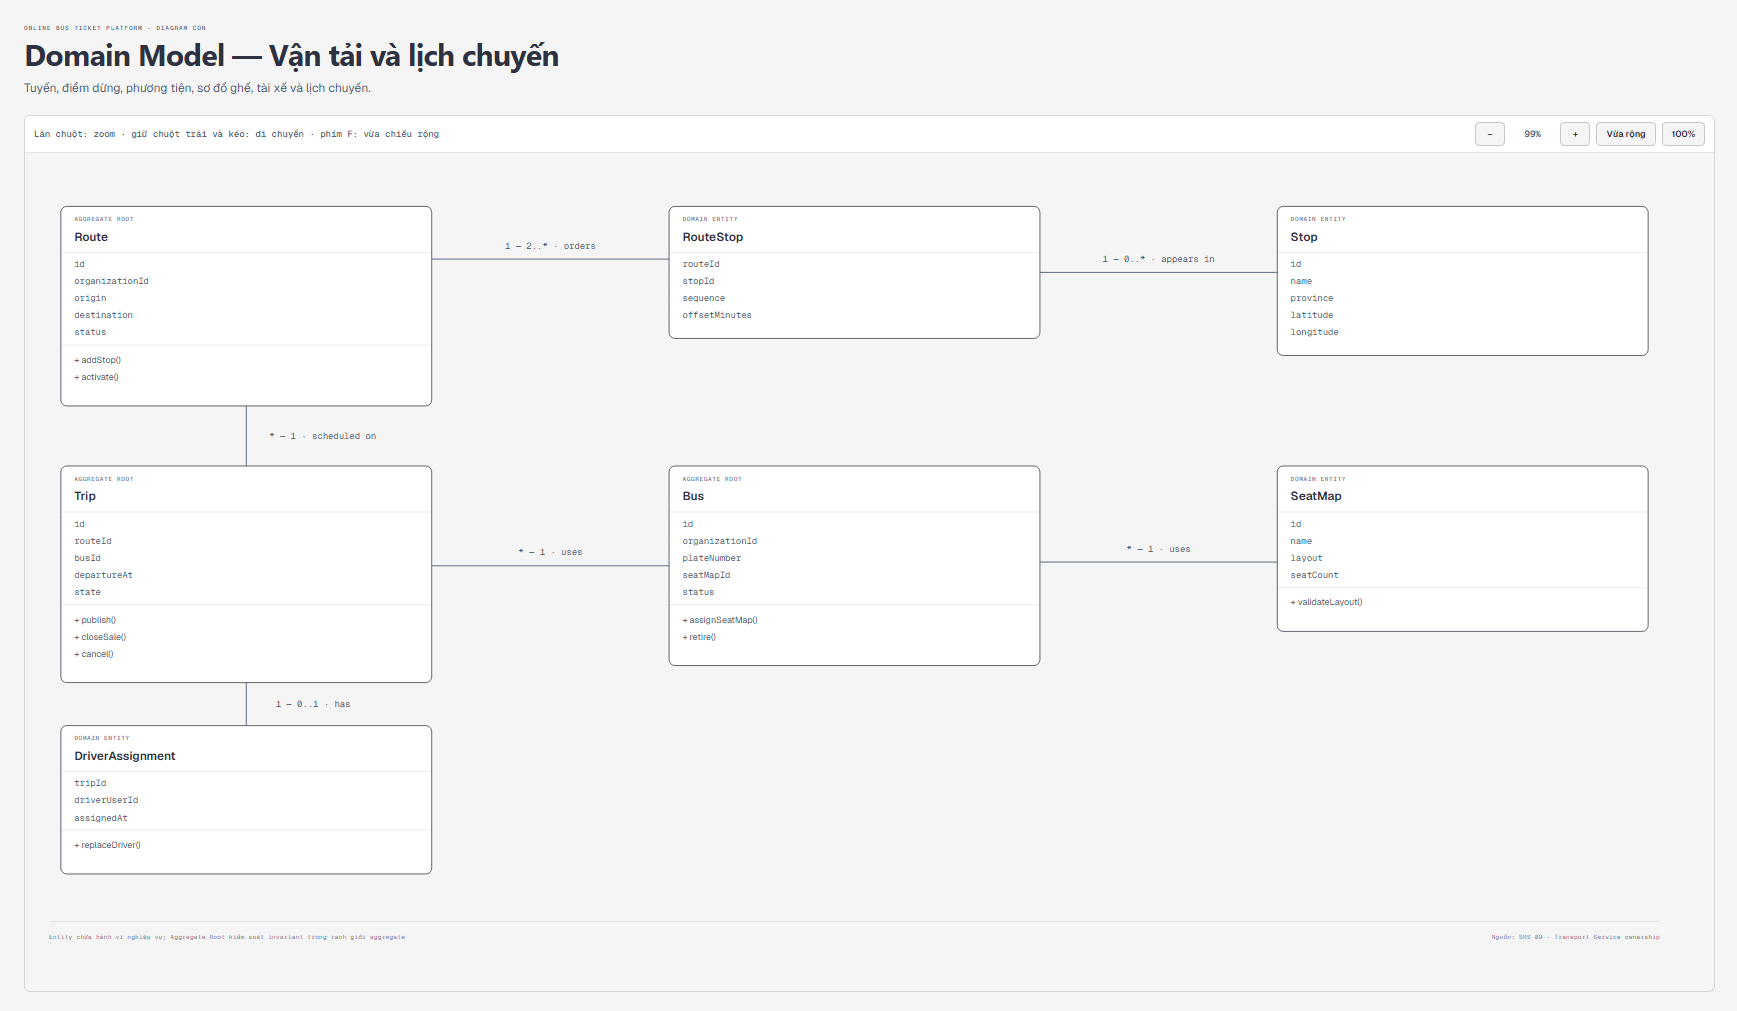 ONLINE BUS TICKET PLATFORM · DIAGRAM CON
Domain Model — Vận tải và lịch chuyến
Tuyến, điểm dừng, phương tiện, sơ đồ ghế, tài xế và lịch chuyến.
Lăn chuột: zoom · giữ chuột trái và kéo: di chuyển · phím F: vừa chiều rộng
−
99%
+
Vừa rộng
100%
AGGREGATE ROOT
Route
id
organizationId
origin
destination
status
+ addStop()
+ activate()
1 — 2..* · orders
DOMAIN ENTITY
RouteStop
routeId
stopId
sequence
offsetMinutes
1 — 0..* · appears in
DOMAIN ENTITY
Stop
id
name
province
latitude
longitude
* — 1 · scheduled on
AGGREGATE ROOT
Trip
id
routeId
busId
departureAt
state
+ publish()
+ closeSale()
+ cancel()
* — 1 · uses
AGGREGATE ROOT
Bus
id
organizationId
plateNumber
seatMapId
status
+ assignSeatMap()
+ retire()
* — 1 · uses
DOMAIN ENTITY
SeatMap
id
name
layout
seatCount
+ validateLayout()
1 — 0..1 · has
DOMAIN ENTITY
DriverAssignment
tripId
driverUserId
assignedAt
+ replaceDriver()
Entity chứa hành vi nghiệp vụ; Aggregate Root kiểm soát invariant trong ranh giới aggregate
Nguồn: SRS 09 · Transport Service ownership